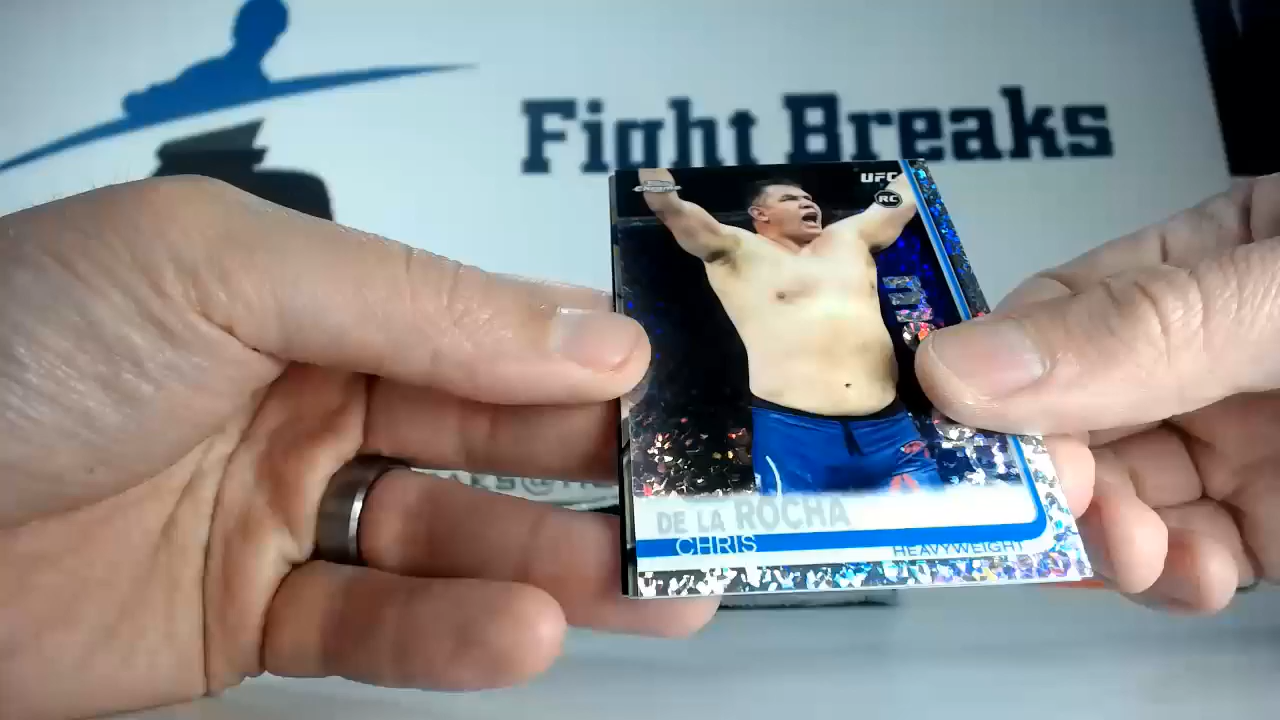 Fight Breaks
UFC
RC
DE LA ROCHA
CHRIS
HEAVYWEIGHT